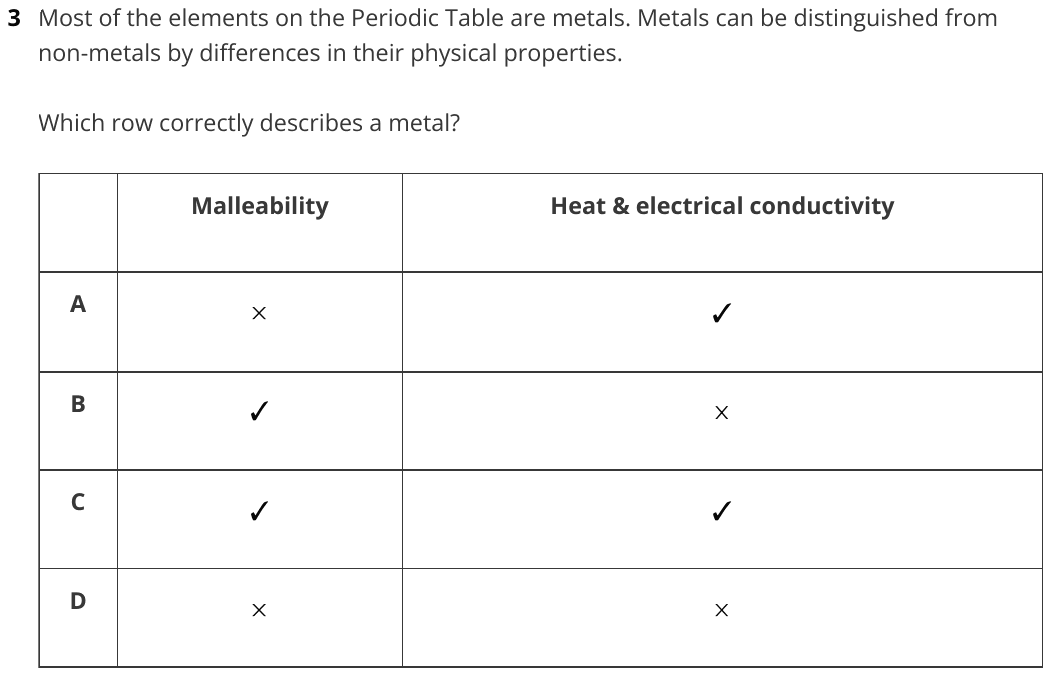 3 Most of the elements on the Periodic Table are metals. Metals can be distinguished from
non-metals by differences in their physical properties.
Which row correctly describes a metal?
Malleability Heat & electrical conductivity
A × ✓
B ✓ ×
C ✓ ✓
D × ×